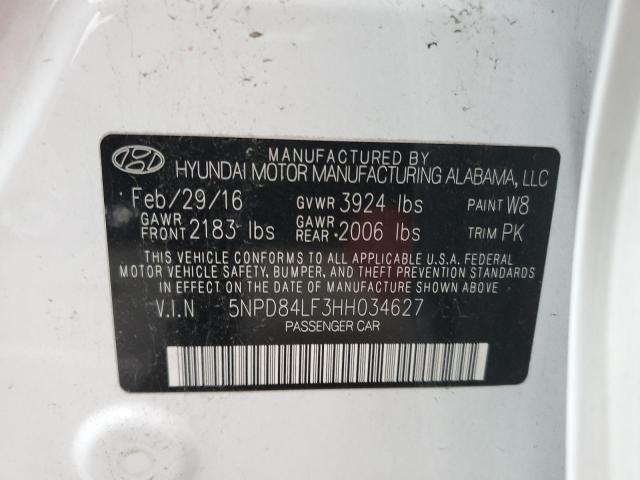 MANUFACTURED BY
HYUNDAI MOTOR MANUFACTURING ALABAMA, LLC
Feb/29/16 GVWR 3924 lbs PAINT W8
GAWR FRONT 2183 lbs GAWR REAR 2006 lbs TRIM PK
THIS VEHICLE CONFORMS TO ALL APPLICABLE U.S.A. FEDERAL
MOTOR VEHICLE SAFETY, BUMPER, AND THEFT PREVENTION STANDARDS
IN EFFECT ON THE DATE OF MANUFACTURE SHOWN ABOVE.
V.I.N 5NPD84LF3HH034627
PASSENGER CAR